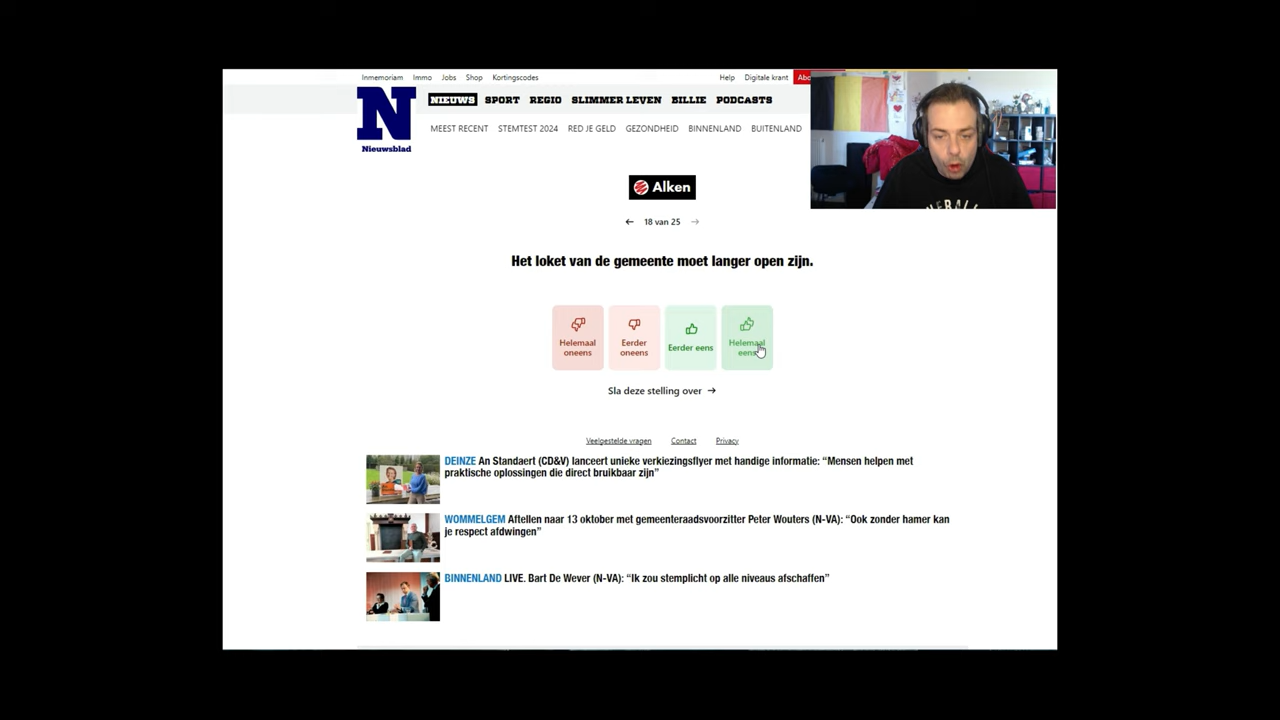 Inmemoriam Immo Jobs Shop Kortingscodes Help Digitale krant Abo
N
Nieuwsblad
NIEUWS SPORT REGIO SLIMMER LEVEN BILLIE PODCASTS
MEEST RECENT STEMTEST 2024 RED JE GELD GEZONDHEID BINNENLAND BUITENLAND
Alken
18 van 25
Het loket van de gemeente moet langer open zijn.
Helemaal oneens
Eerder oneens
Eerder eens
Helemaal eens
Sla deze stelling over
Veelgestelde vragen Contact Privacy
DEINZE An Standaert (CD&V) lanceert unieke verkiezingsflyer met handige informatie: “Mensen helpen met
praktische oplossingen die direct bruikbaar zijn”
WOMMELGEM Aftellen naar 13 oktober met gemeenteraadsvoorzitter Peter Wouters (N-VA): “Ook zonder hamer kan
je respect afdwingen”
BINNENLAND LIVE. Bart De Wever (N-VA): “Ik zou stemplicht op alle niveaus afschaffen”